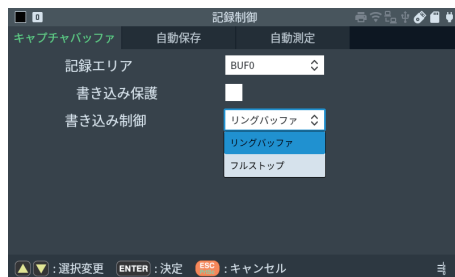 0 記録制御
キャプチャバッファ 自動保存 自動測定
記録エリア BUF0
書き込み保護
書き込み制御 リングバッファ
リングバッファ
フルストップ
▲▼:選択変更 ENTER:決定 ESC:キャンセル